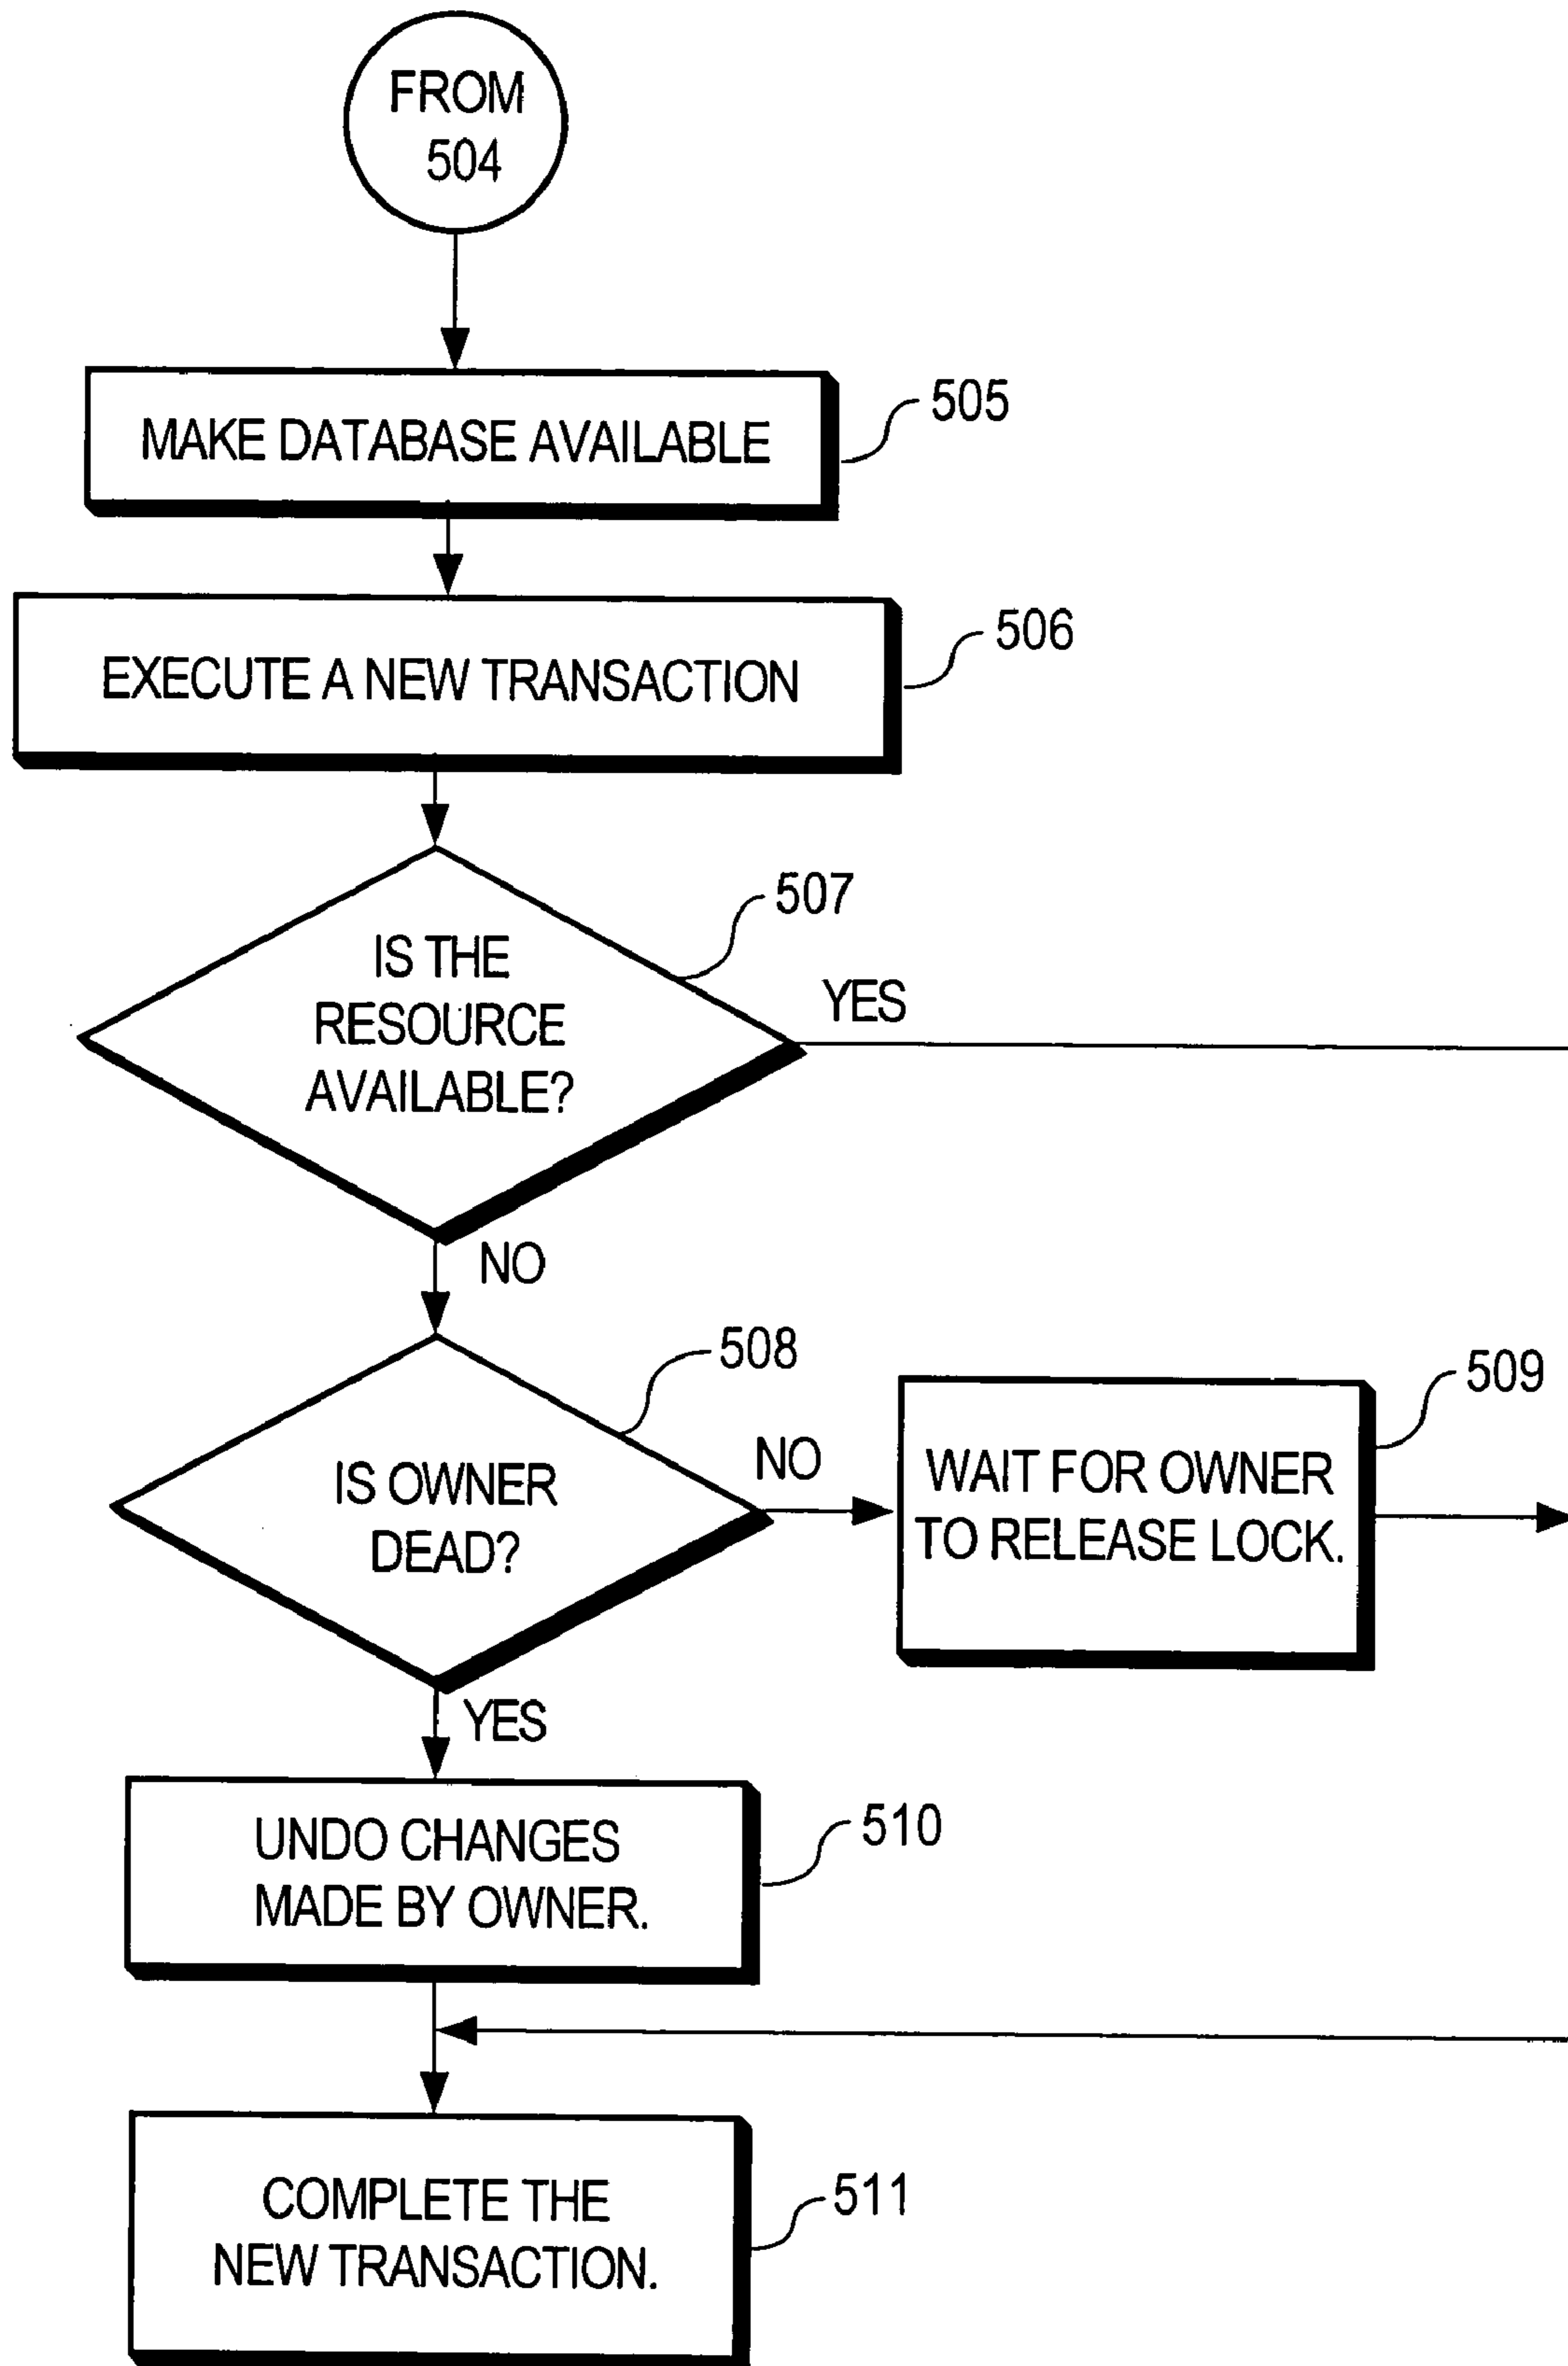 FROM
504
MAKE DATABASE AVAILABLE
505
EXECUTE A NEW TRANSACTION
506
507
IS THE
RESOURCE
AVAILABLE?
YES
NO
508
IS OWNER
DEAD?
NO
509
WAIT FOR OWNER
TO RELEASE LOCK.
YES
UNDO CHANGES
MADE BY OWNER.
510
COMPLETE THE
NEW TRANSACTION.
511